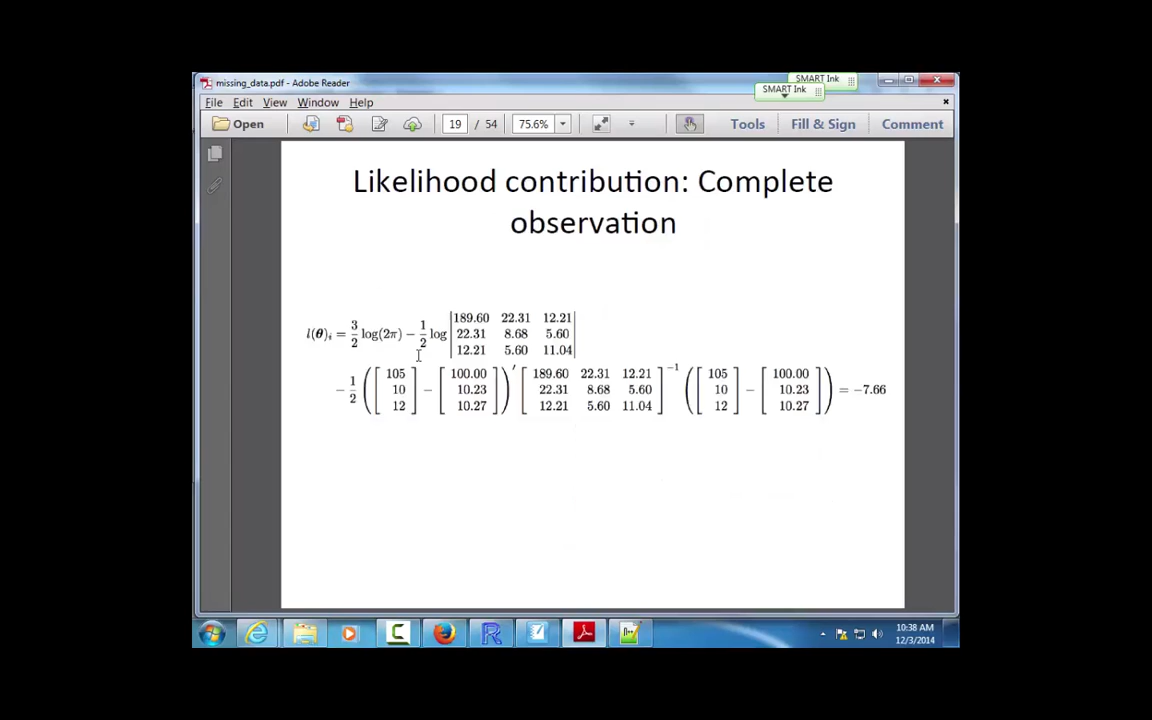 missing_data.pdf - Adobe Reader
SMART Ink
SMART Ink
File Edit View Window Help
Open 19 / 54 75.6% Tools Fill & Sign Comment
Likelihood contribution: Complete
observation
l(θ)ᵢ = 3/2 log(2π) − 1/2 log |189.60 22.31 12.21|
|22.31 8.68 5.60|
|12.21 5.60 11.04|
− 1/2 ([105] − [100.00])′ [189.60 22.31 12.21]⁻¹ ([105] − [100.00]) = −7.66
[10] [10.23] [22.31 8.68 5.60] [10] [10.23]
[12] [10.27] [12.21 5.60 11.04] [12] [10.27]
10:38 AM
12/3/2014